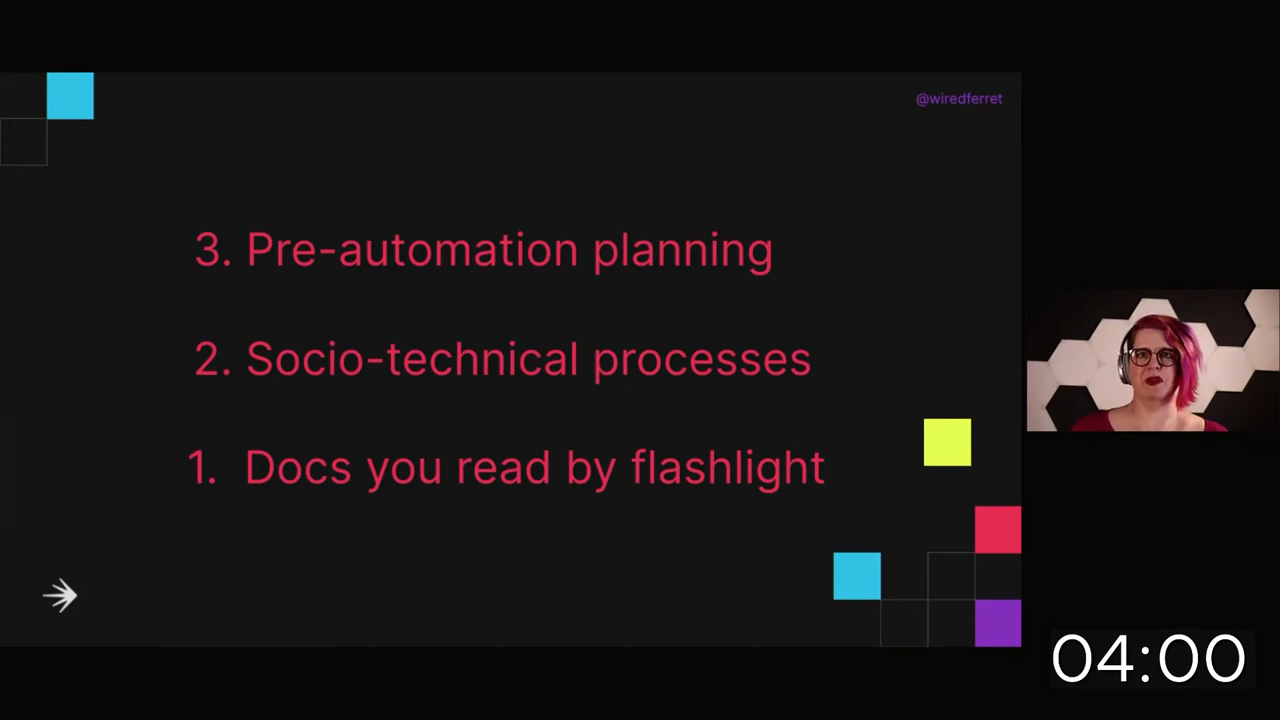 @wiredferret
3. Pre-automation planning
2. Socio-technical processes
1. Docs you read by flashlight
04:00